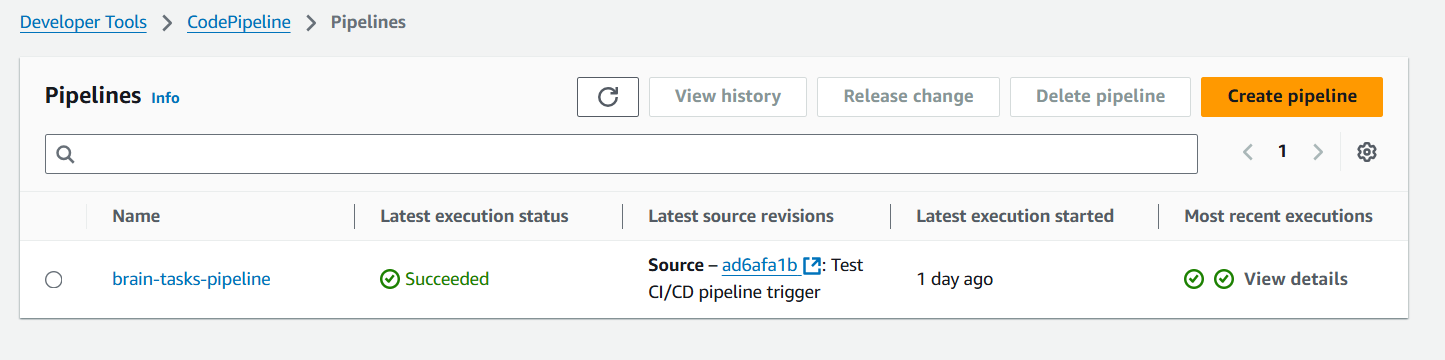 Developer Tools > CodePipeline > Pipelines
Pipelines Info View history Release change Delete pipeline Create pipeline
1
Name Latest execution status Latest source revisions Latest execution started Most recent executions
brain-tasks-pipeline Succeeded Source – ad6afa1b : Test 1 day ago View details
CI/CD pipeline trigger